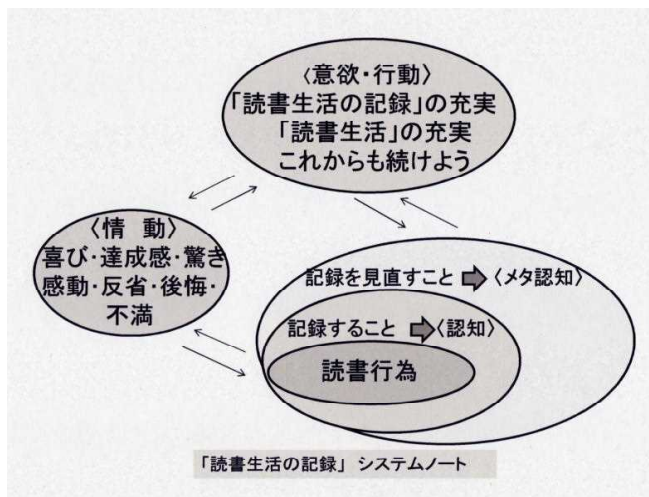 〈意欲・行動〉
「読書生活の記録」の充実
「読書生活」の充実
これからも続けよう
〈情 動〉
喜び・達成感・驚き
感動・反省・後悔・
不満
記録を見直すこと ➡ 〈メタ認知〉
記録すること ➡〈認知〉
読書行為
「読書生活の記録」 システムノート